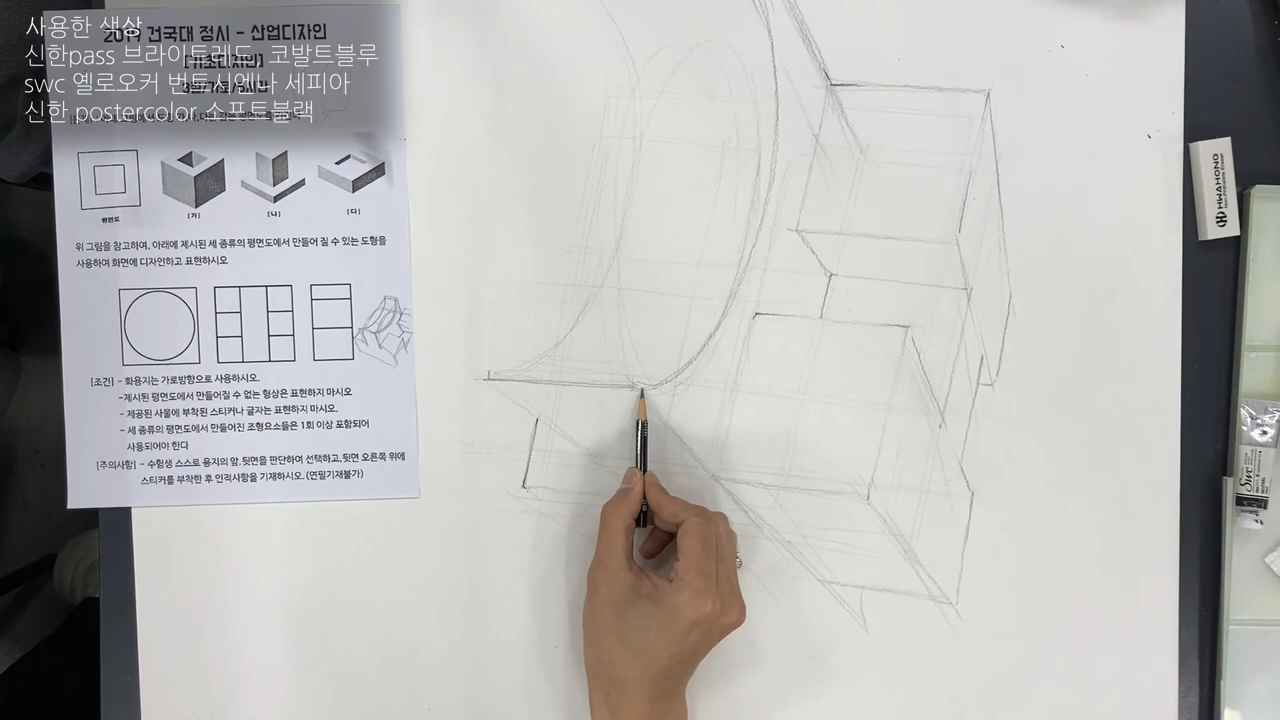 사용한 색상
신한pass 브라이트레드, 코발트블루
swc 옐로오커 번트시엔나 세피아
신한 postercolor 소프트블랙
2019 건국대 정시 - 산업디자인
[기초디자인]
평면도
[가]
[나]
[다]
위 그림을 참고하여, 아래에 제시된 세 종류의 평면도에서 만들어 질 수 있는 도형을
사용하여 화면에 디자인하고 표현하시오
[조건] - 화용지는 가로방향으로 사용하시오.
-제시된 평면도에서 만들어질 수 없는 형상은 표현하지 마시오
- 제공된 사물에 부착된 스티커나 글자는 표현하지 마시오.
- 세 종류의 평면도에서 만들어진 조형요소들은 1회 이상 포함되어
사용되어야 한다
[주의사항] - 수험생 스스로 용지의 앞.뒷면을 판단하여 선택하고,뒷면 오른쪽 위에
스티커를 부착한 후 인적사항을 기재하시오.(연필기재불가)
HWAHONG
Swc